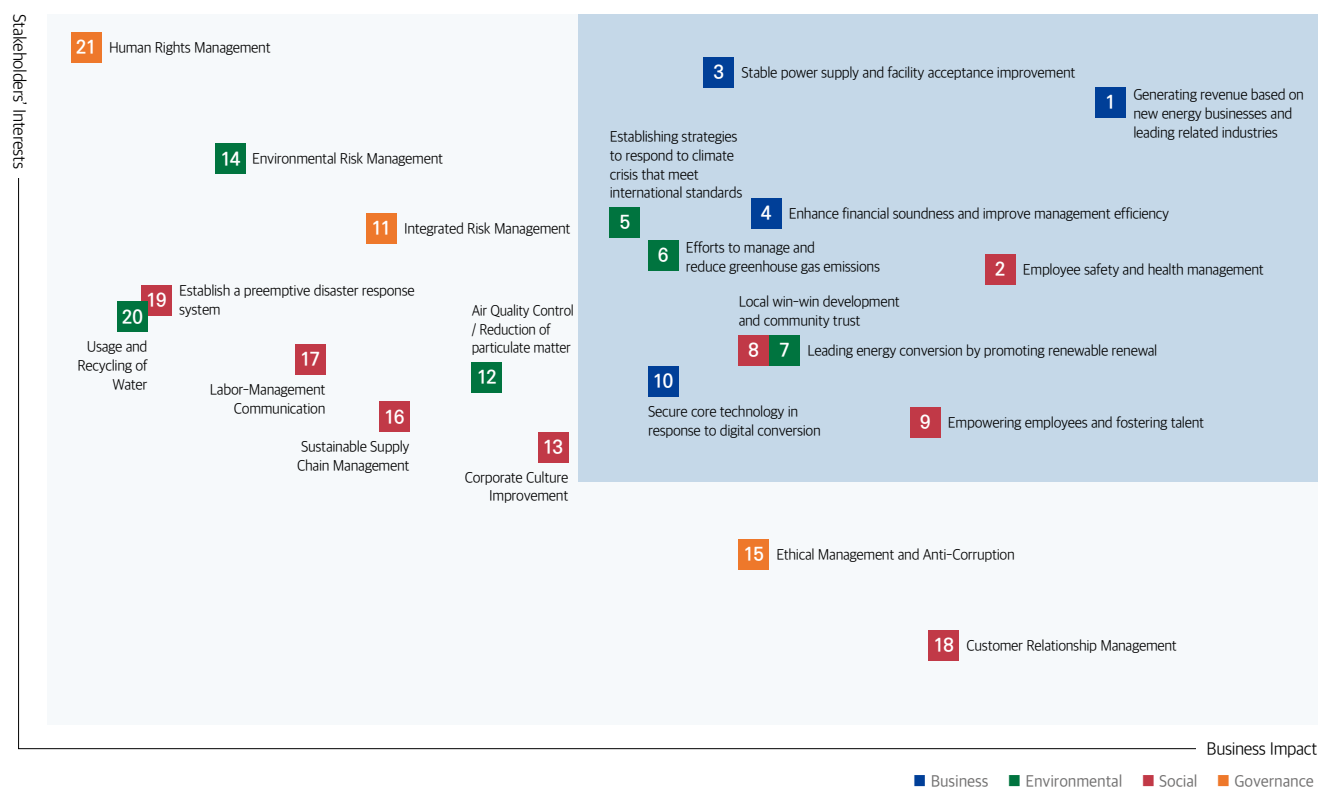 Stakeholders' Interests
21 Human Rights Management
3 Stable power supply and facility acceptance improvement
1 Generating revenue based on
new energy businesses and
leading related industries
Establishing strategies
to respond to climate
crisis that meet
international standards
5
14 Environmental Risk Management
4 Enhance financial soundness and improve management efficiency
11 Integrated Risk Management
6 Efforts to manage and
reduce greenhouse gas emissions
2 Employee safety and health management
19 Establish a preemptive disaster response
system
20
Usage and
Recycling of
Water
Air Quality Control
/ Reduction of
particulate matter
12
Local win-win development
and community trust
8 7 Leading energy conversion by promoting renewable renewal
17
Labor-Management
Communication
10
Secure core technology in
response to digital conversion
16
Sustainable Supply
Chain Management
9 Empowering employees and fostering talent
13
Corporate Culture
Improvement
15 Ethical Management and Anti-Corruption
18 Customer Relationship Management
Business Impact
Business Environmental Social Governance